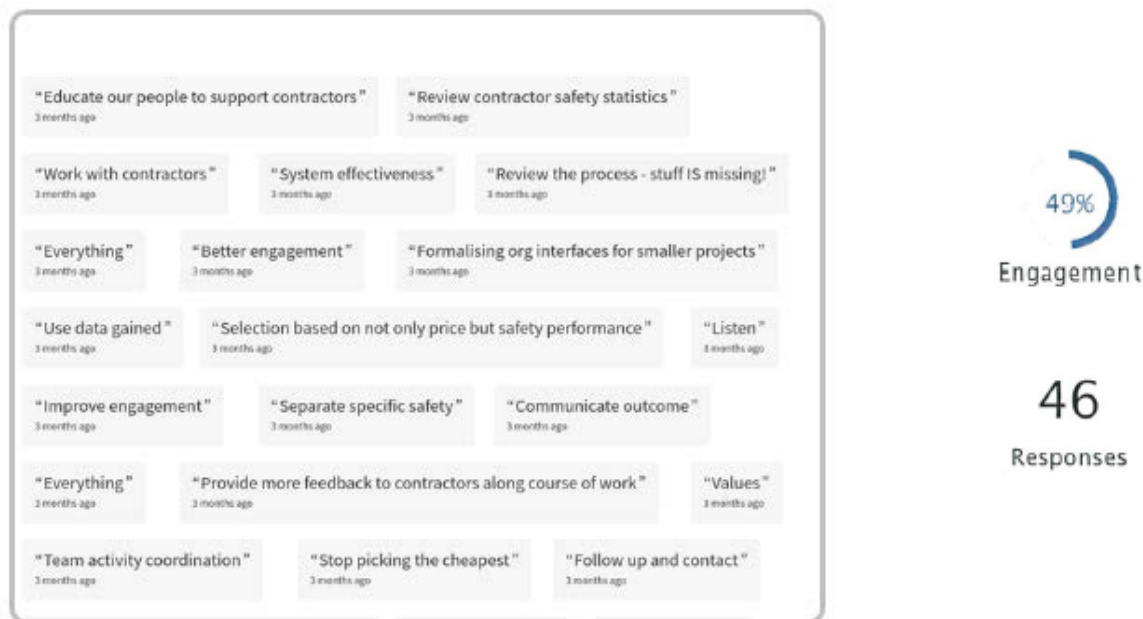 “Educate our people to support contractors” “Review contractor safety statistics”
3 months ago 3 months ago
“Work with contractors” “System effectiveness” “Review the process - stuff IS missing!”
3 months ago 3 months ago 3 months ago
“Everything” “Better engagement” “Formalising org interfaces for smaller projects”
3 months ago 3 months ago 3 months ago
“Use data gained” “Selection based on not only price but safety performance” “Listen”
3 months ago 3 months ago 3 months ago
“Improve engagement” “Separate specific safety” “Communicate outcome”
3 months ago 3 months ago 3 months ago
“Everything” “Provide more feedback to contractors along course of work” “Values”
3 months ago 3 months ago 3 months ago
“Team activity coordination” “Stop picking the cheapest” “Follow up and contact”
3 months ago 3 months ago 3 months ago
49%
Engagement
46
Responses